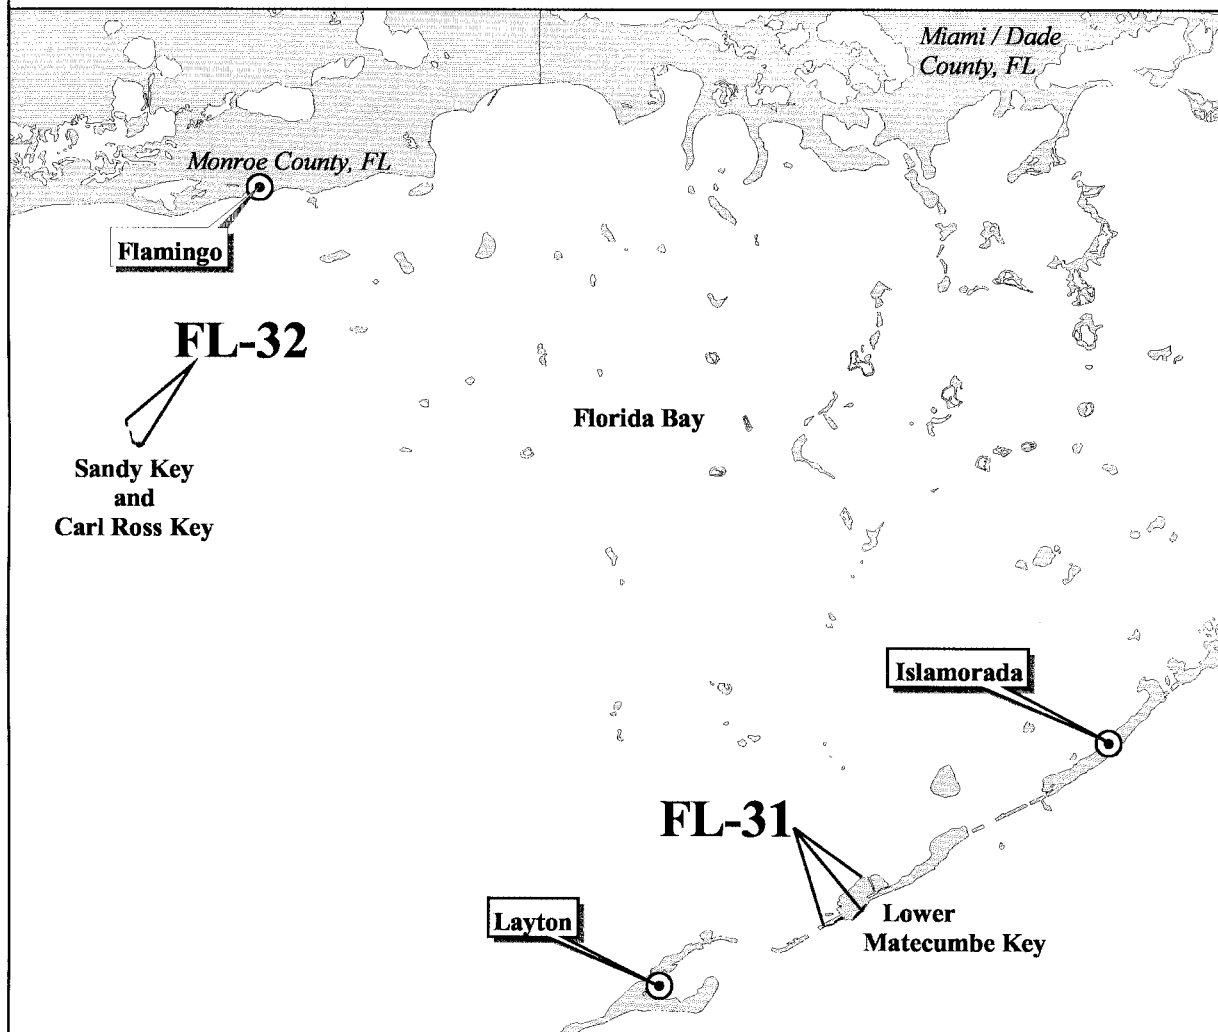 Miami / Dade
County, FL
Monroe County, FL
Flamingo
FL-32
Florida Bay
Sandy Key
and
Carl Ross Key
Islamorada
FL-31
Layton
Lower
Matecumbe Key